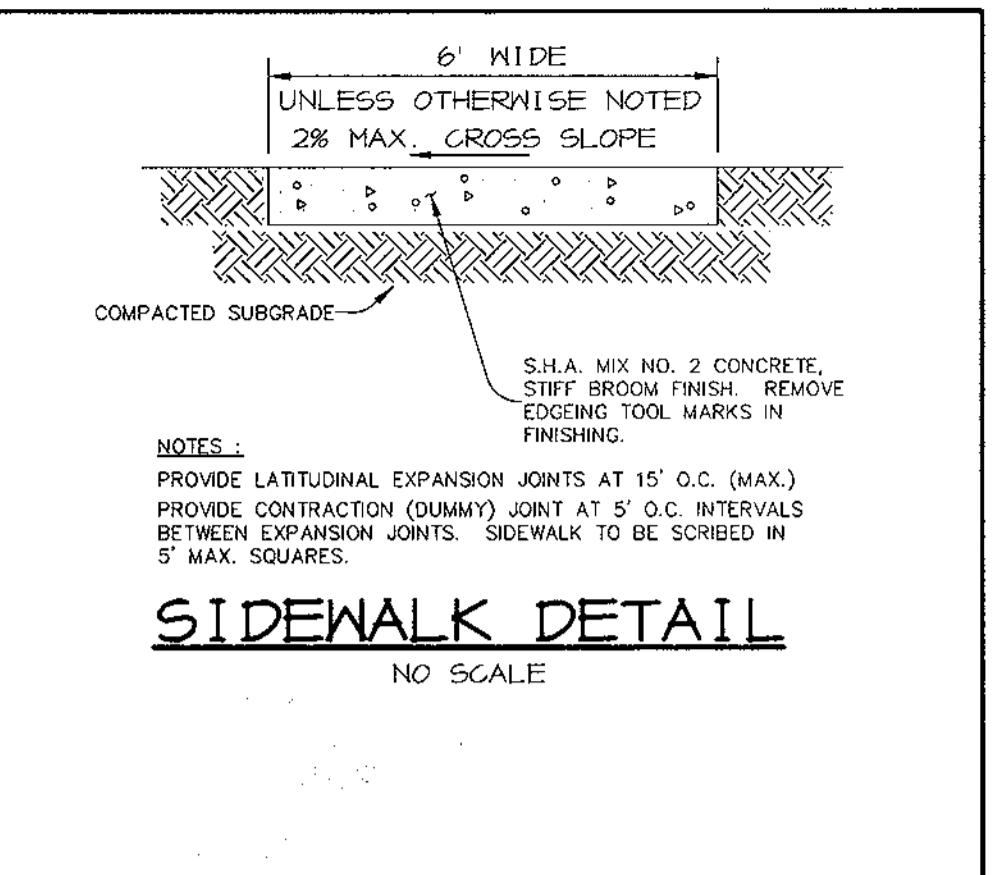 6' WIDE
UNLESS OTHERWISE NOTED
2% MAX. CROSS SLOPE
COMPACTED SUBGRADE
S.H.A. MIX NO. 2 CONCRETE,
STIFF BROOM FINISH. REMOVE
EDGEING TOOL MARKS IN
FINISHING.
NOTES :
PROVIDE LATITUDINAL EXPANSION JOINTS AT 15' O.C. (MAX.)
PROVIDE CONTRACTION (DUMMY) JOINT AT 5' O.C. INTERVALS
BETWEEN EXPANSION JOINTS. SIDEWALK TO BE SCRIBED IN
5' MAX. SQUARES.
SIDEWALK DETAIL
NO SCALE